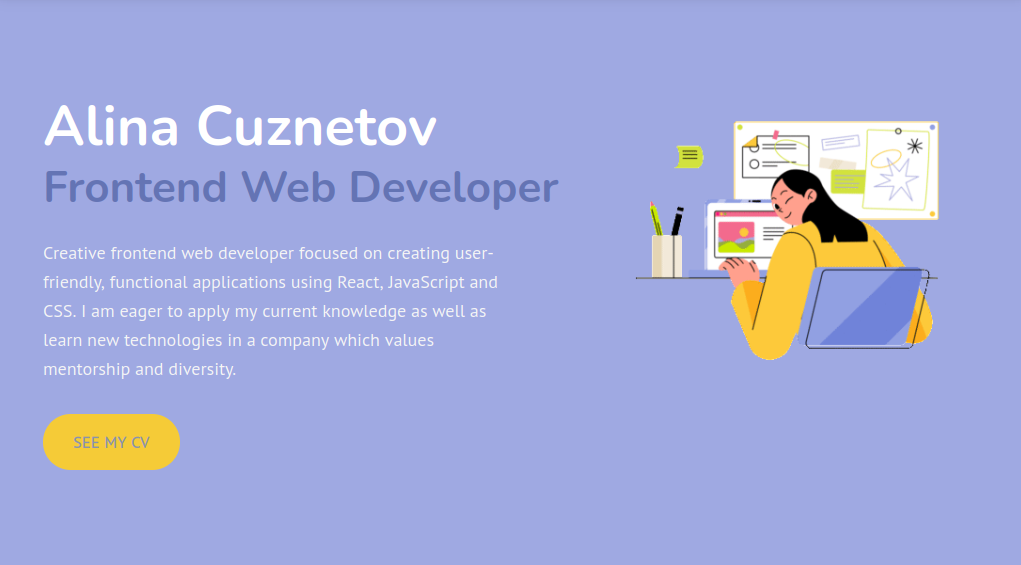 Alina Cuznetov
Frontend Web Developer
Creative frontend web developer focused on creating user-
friendly, functional applications using React, JavaScript and
CSS. I am eager to apply my current knowledge as well as
learn new technologies in a company which values
mentorship and diversity.
SEE MY CV